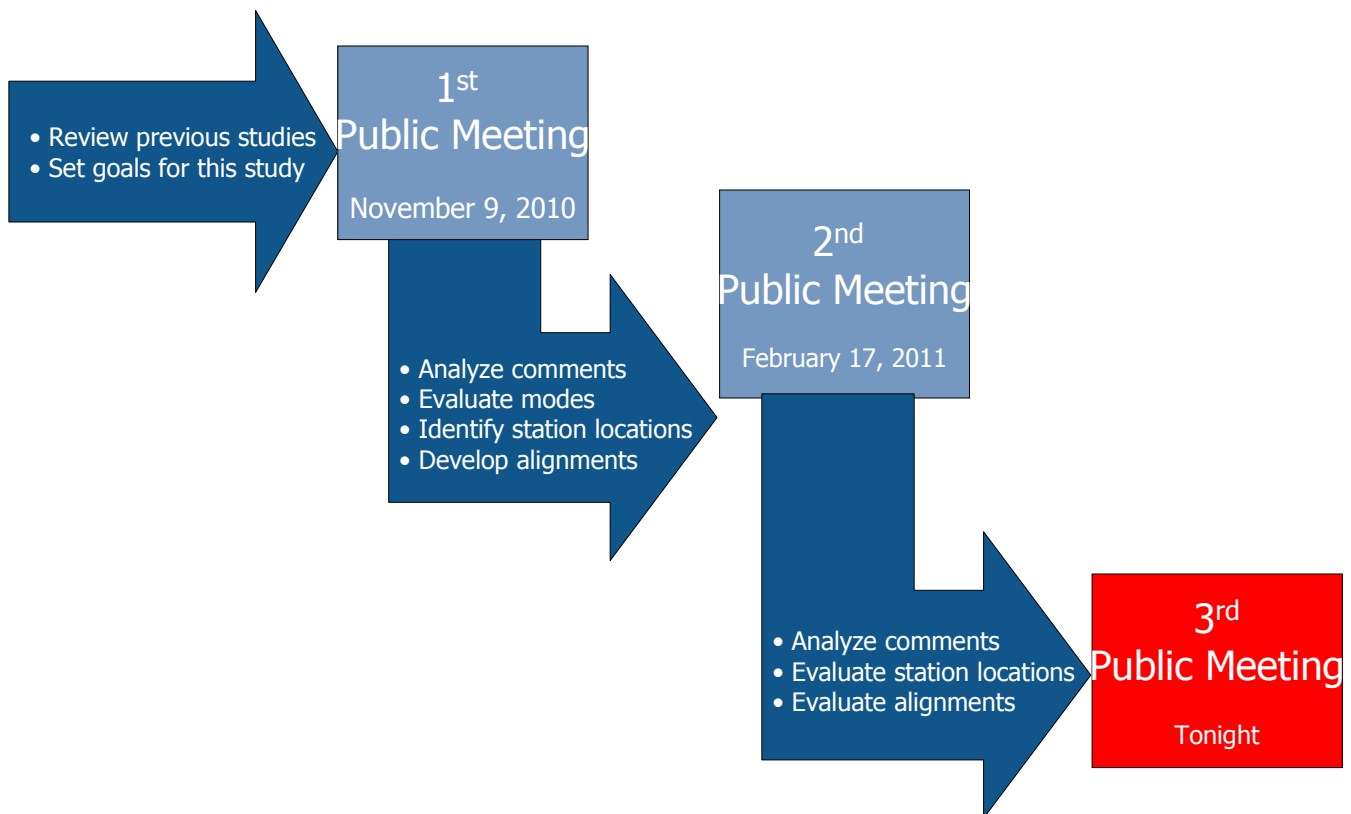 • Review previous studies
• Set goals for this study
1st
Public Meeting
November 9, 2010
• Analyze comments
• Evaluate modes
• Identify station locations
• Develop alignments
2nd
Public Meeting
February 17, 2011
• Analyze comments
• Evaluate station locations
• Evaluate alignments
3rd
Public Meeting
Tonight